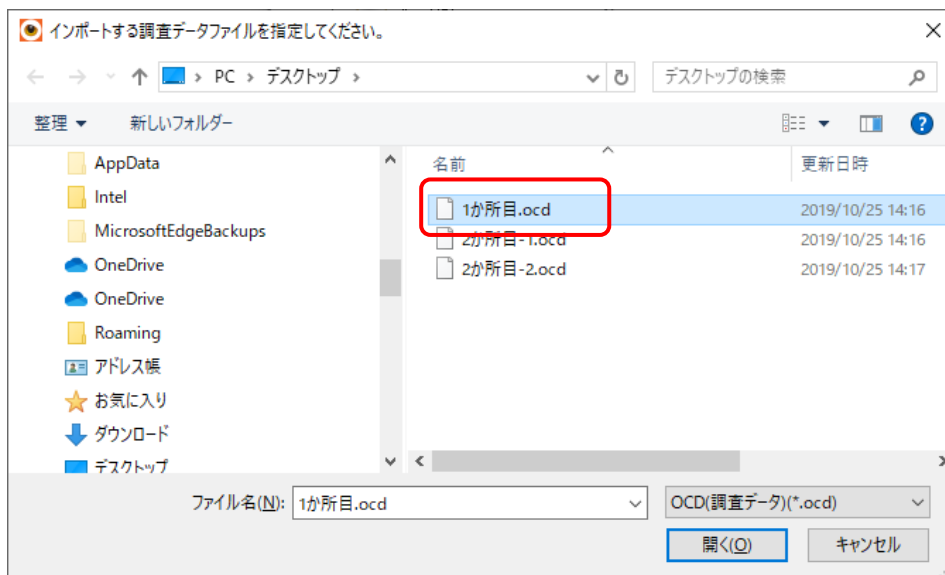 インポートする調査データファイルを指定してください。
PC > デスクトップ >
デスクトップの検索
整理
新しいフォルダー
AppData
Intel
MicrosoftEdgeBackups
OneDrive
OneDrive
Roaming
アドレス帳
お気に入り
ダウンロード
デスクトップ
名前 更新日時
1か所目.ocd 2019/10/25 14:16
2か所目-1.ocd 2019/10/25 14:16
2か所目-2.ocd 2019/10/25 14:17
ファイル名(N): 1か所目.ocd
OCD(調査データ)(*.ocd)
開く(O) キャンセル